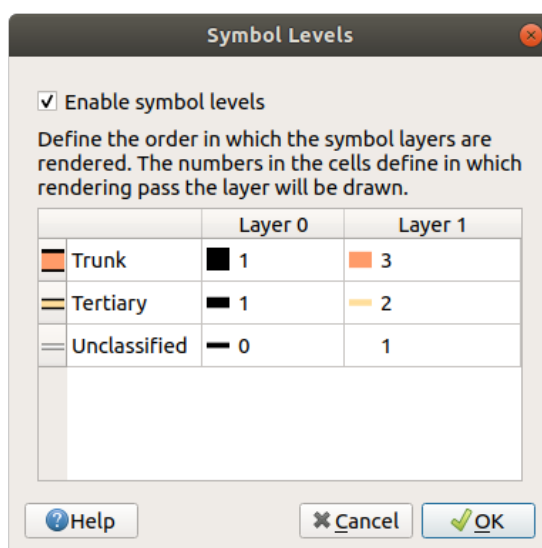 Symbol Levels
Enable symbol levels
Define the order in which the symbol layers are
rendered. The numbers in the cells define in which
rendering pass the layer will be drawn.
Layer 0 Layer 1
Trunk 1 3
Tertiary 1 2
Unclassified 0 1
Help Cancel OK